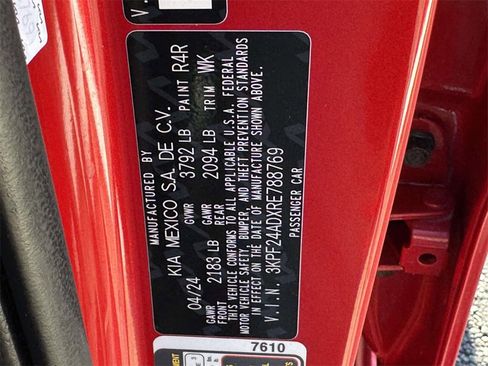 V.
MANUFACTURED BY
KIA MEXICO S.A. DE C.V.
04/24 GVWR 3792 LB PAINT R4R
GAWR FRONT 2183 LB GAWR REAR 2094 LB TRIM WK
THIS VEHICLE CONFORMS TO ALL APPLICABLE U.S.A. FEDERAL
MOTOR VEHICLE SAFETY, BUMPER, AND THEFT PREVENTION STANDARDS
IN EFFECT ON THE DATE OF MANUFACTURE SHOWN ABOVE.
V.I.N. 3KPF24ADXRE788769
PASSENGER CAR
7610